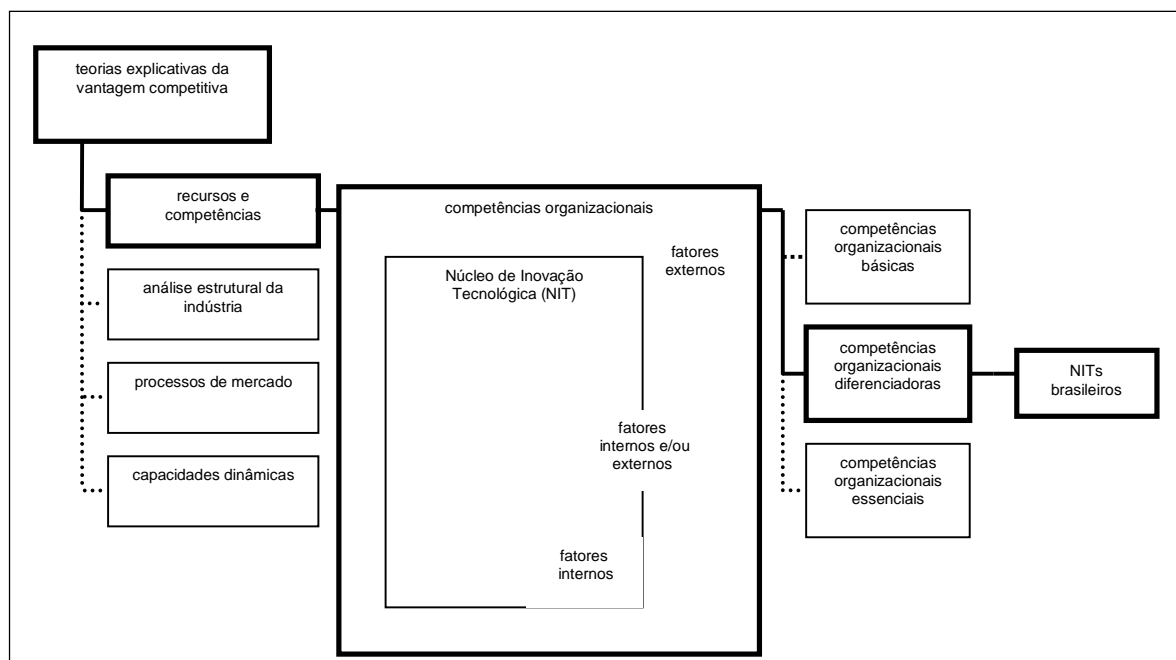 teorias explicativas da
vantagem competitiva
recursos e
competências
análise estrutural da
indústria
processos de mercado
capacidades dinâmicas
competências organizacionais
fatores
externos
Núcleo de Inovação
Tecnológica (NIT)
fatores
internos e/ou
externos
fatores
internos
competências
organizacionais
básicas
competências
organizacionais
diferenciadoras
competências
organizacionais
essenciais
NITs
brasileiros